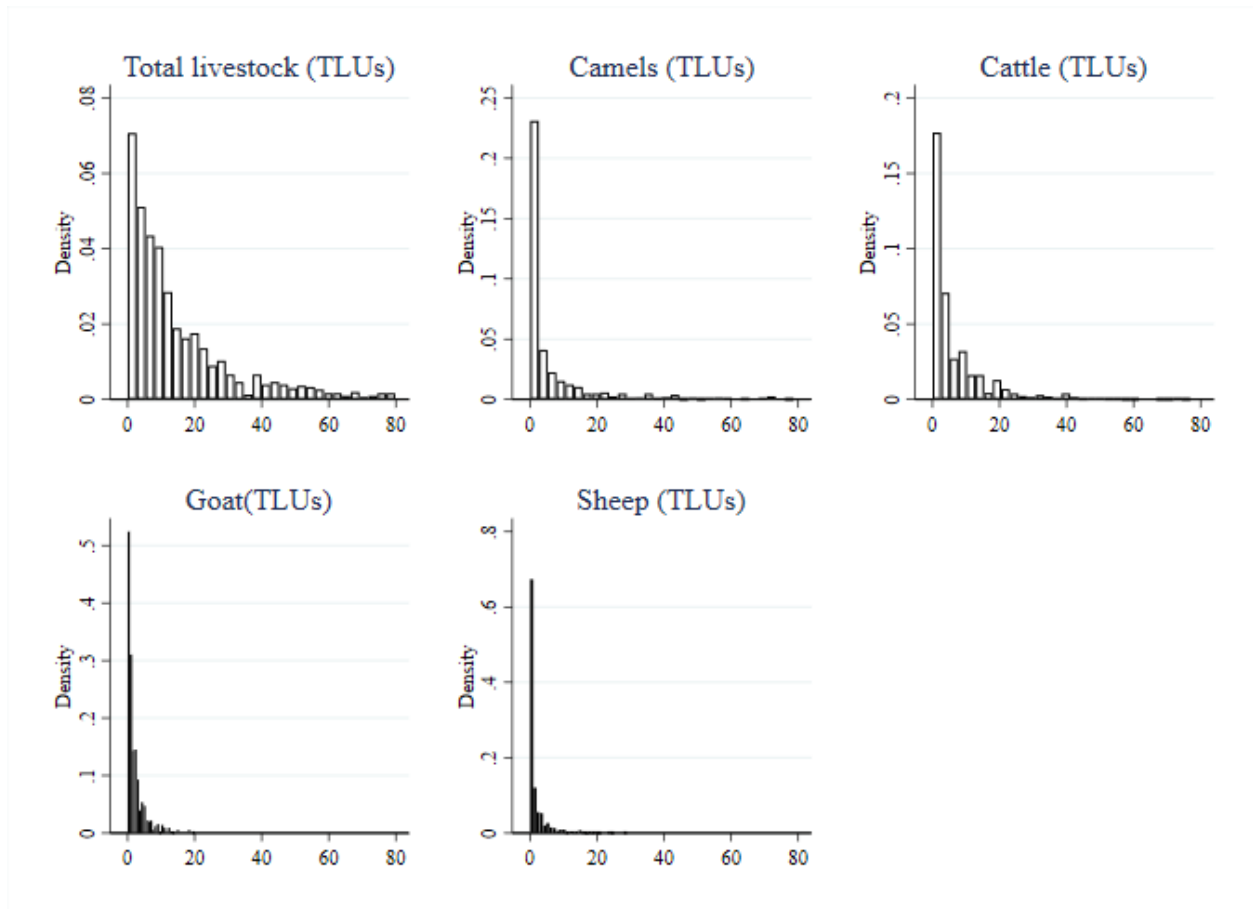 Total livestock (TLUs)
Density
0 .02 .04 .06 .08
0 20 40 60 80
Camels (TLUs)
Density
0 .05 .1 .15 .2 .25
0 20 40 60 80
Cattle (TLUs)
Density
0 .05 .1 .15 .2
0 20 40 60 80
Goat(TLUs)
Density
0 .1 .2 .3 .4 .5
0 20 40 60 80
Sheep (TLUs)
Density
0 .2 .4 .6 .8
0 20 40 60 80